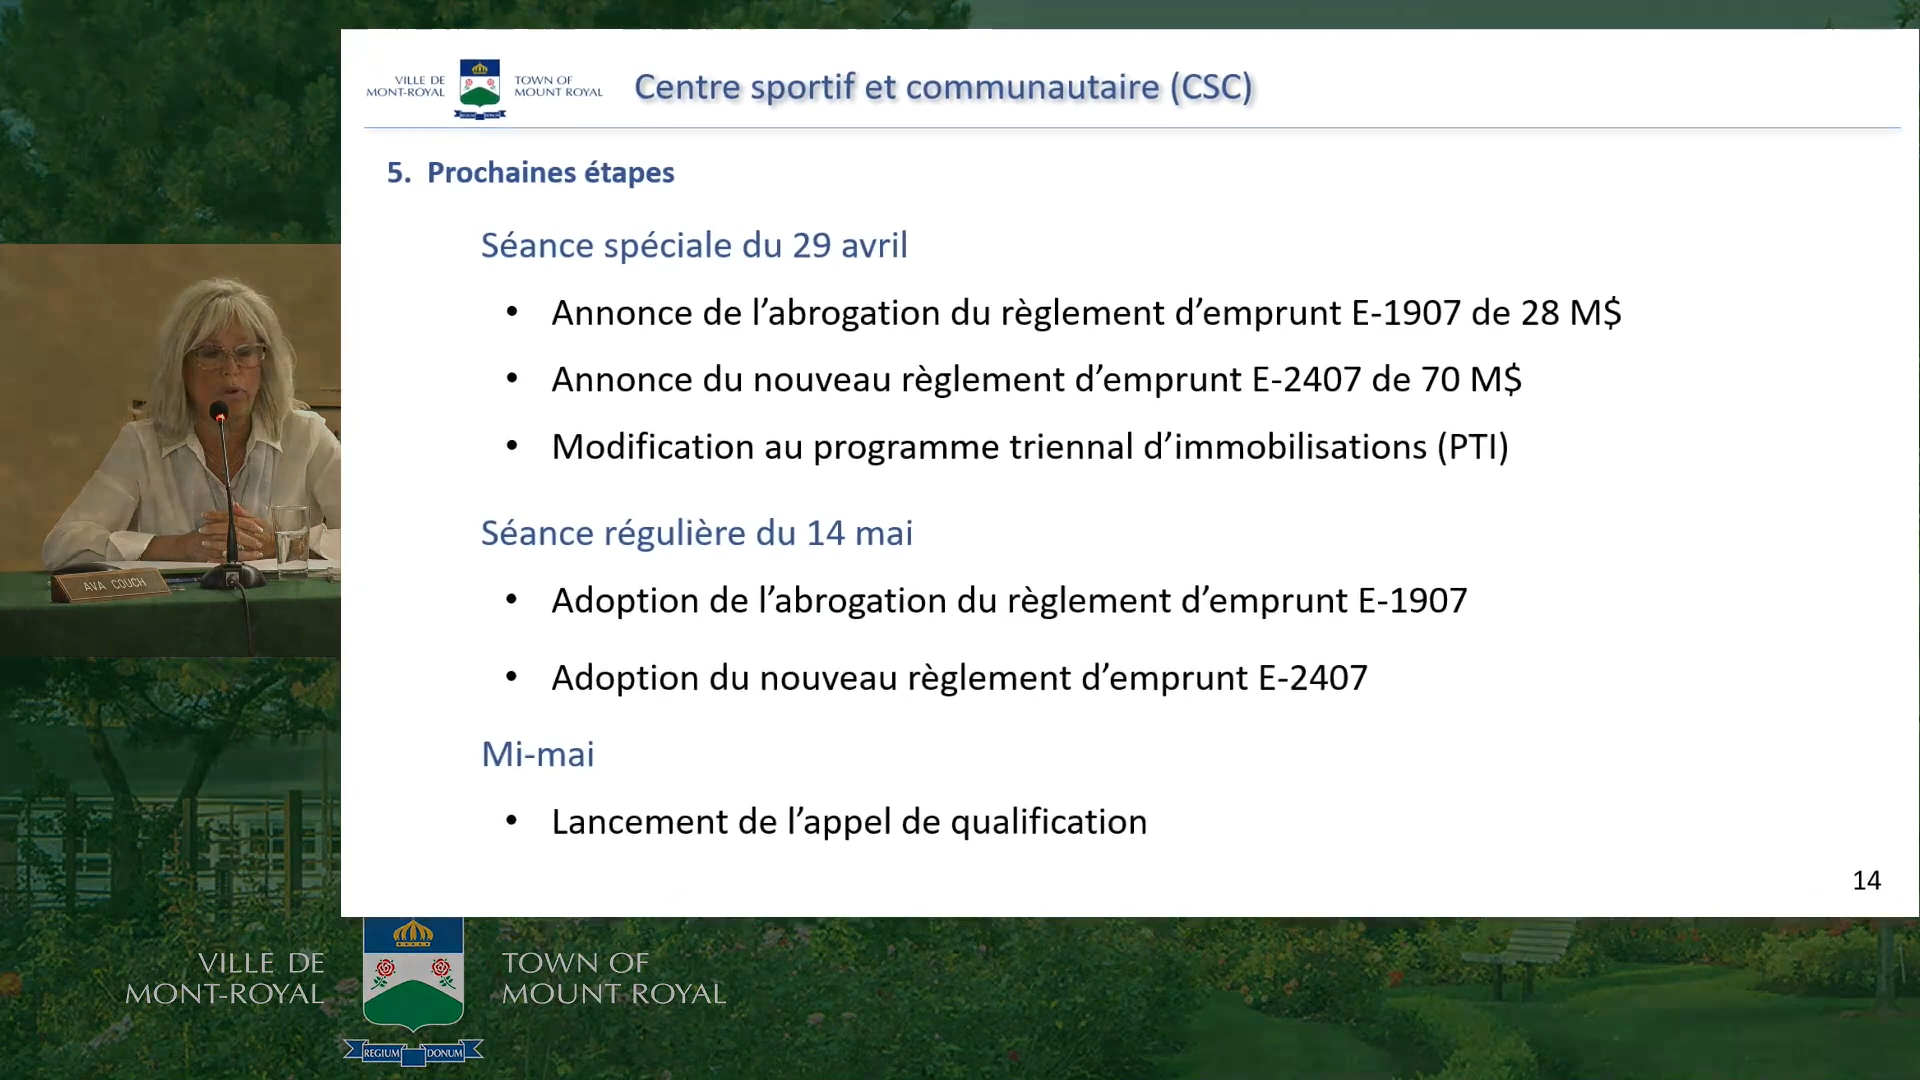 VILLE DE
MONT-ROYAL
TOWN OF
MOUNT ROYAL
REGIUM DONUM
Centre sportif et communautaire (CSC)
5. Prochaines étapes
Séance spéciale du 29 avril
• Annonce de l’abrogation du règlement d’emprunt E-1907 de 28 M$
• Annonce du nouveau règlement d’emprunt E-2407 de 70 M$
• Modification au programme triennal d’immobilisations (PTI)
Séance régulière du 14 mai
• Adoption de l’abrogation du règlement d’emprunt E-1907
• Adoption du nouveau règlement d’emprunt E-2407
Mi-mai
• Lancement de l’appel de qualification
14
AVA COUCH
VILLE DE
MONT-ROYAL
TOWN OF
MOUNT ROYAL
REGIUM DONUM